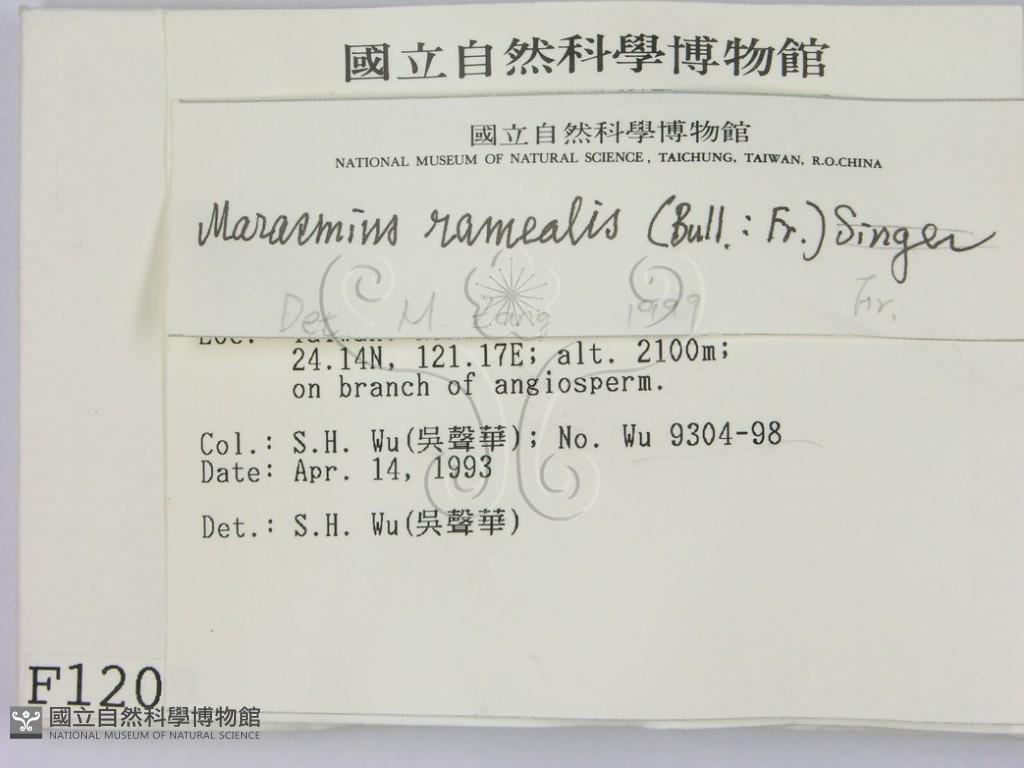 國立自然科學博物館
國立自然科學博物館
NATIONAL MUSEUM OF NATURAL SCIENCE, TAICHUNG, TAIWAN, R.O.CHINA
Marasmius ramealis (Bull. : Fr.) Singer
Det M. Zang 1999 Fr.
24.14N, 121.17E; alt. 2100m;
on branch of angiosperm.
Col.: S.H. Wu(吳聲華); No. Wu 9304-98
Date: Apr. 14, 1993
Det.: S.H. Wu(吳聲華)
F120
國立自然科學博物館
NATIONAL MUSEUM OF NATURAL SCIENCE